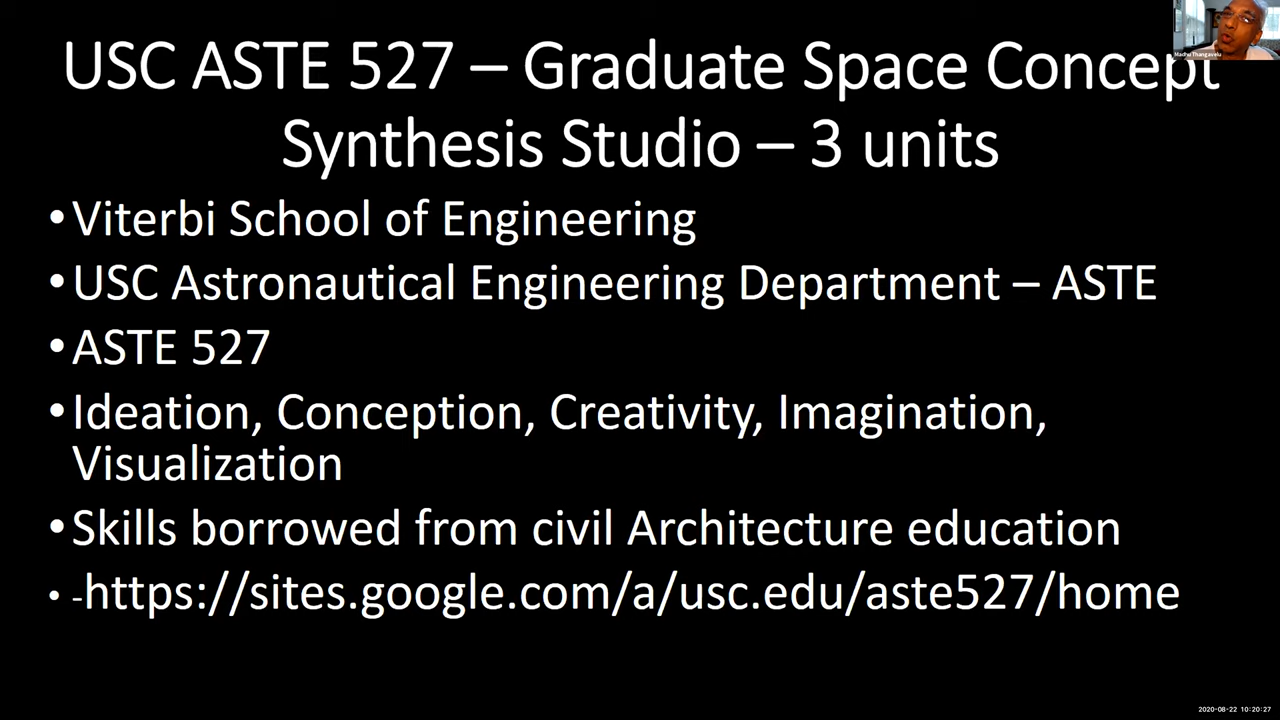 USC ASTE 527 – Graduate Space Concept
Synthesis Studio – 3 units
Madhu Thangavelu
•Viterbi School of Engineering
•USC Astronautical Engineering Department – ASTE
•ASTE 527
•Ideation, Conception, Creativity, Imagination,
Visualization
•Skills borrowed from civil Architecture education
• -https://sites.google.com/a/usc.edu/aste527/home
2020-08-22 10:20:27